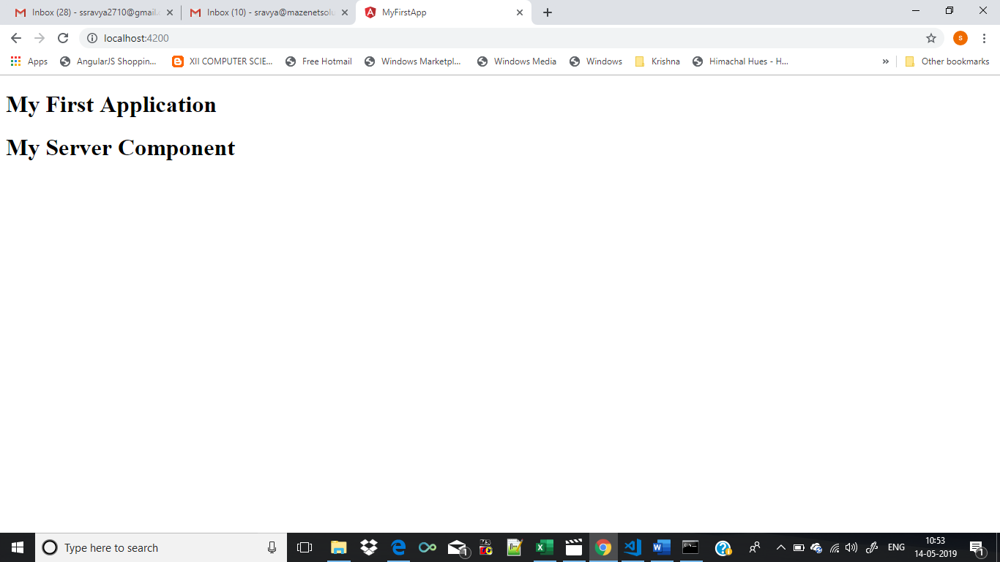 Inbox (28) - ssravya2710@gmail.c
Inbox (10) - sravya@mazenetsolu
MyFirstApp
localhost:4200
s
Apps
AngularJS Shoppin...
XII COMPUTER SCIE...
Free Hotmail
Windows Marketpl...
Windows Media
Windows
Krishna
Himachal Hues - H...
»
Other bookmarks
My First Application
My Server Component
Type here to search
1
ENG
10:53
14-05-2019
1